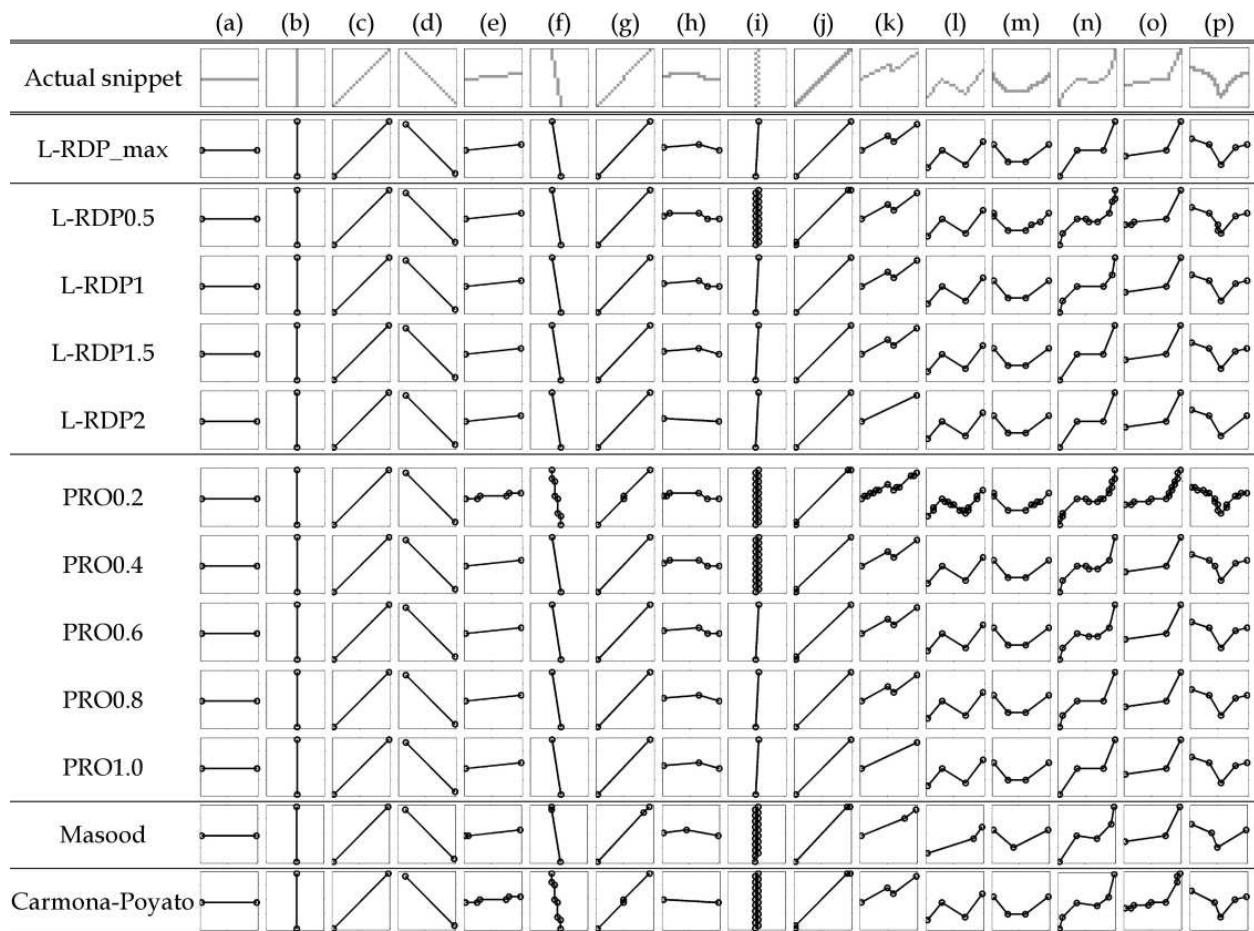 (a) (b) (c) (d) (e) (f) (g) (h) (i) (j) (k) (l) (m) (n) (o) (p)
Actual snippet
L-RDP_max
L-RDP0.5
L-RDP1
L-RDP1.5
L-RDP2
PRO0.2
PRO0.4
PRO0.6
PRO0.8
PRO1.0
Masood
Carmona-Poyato